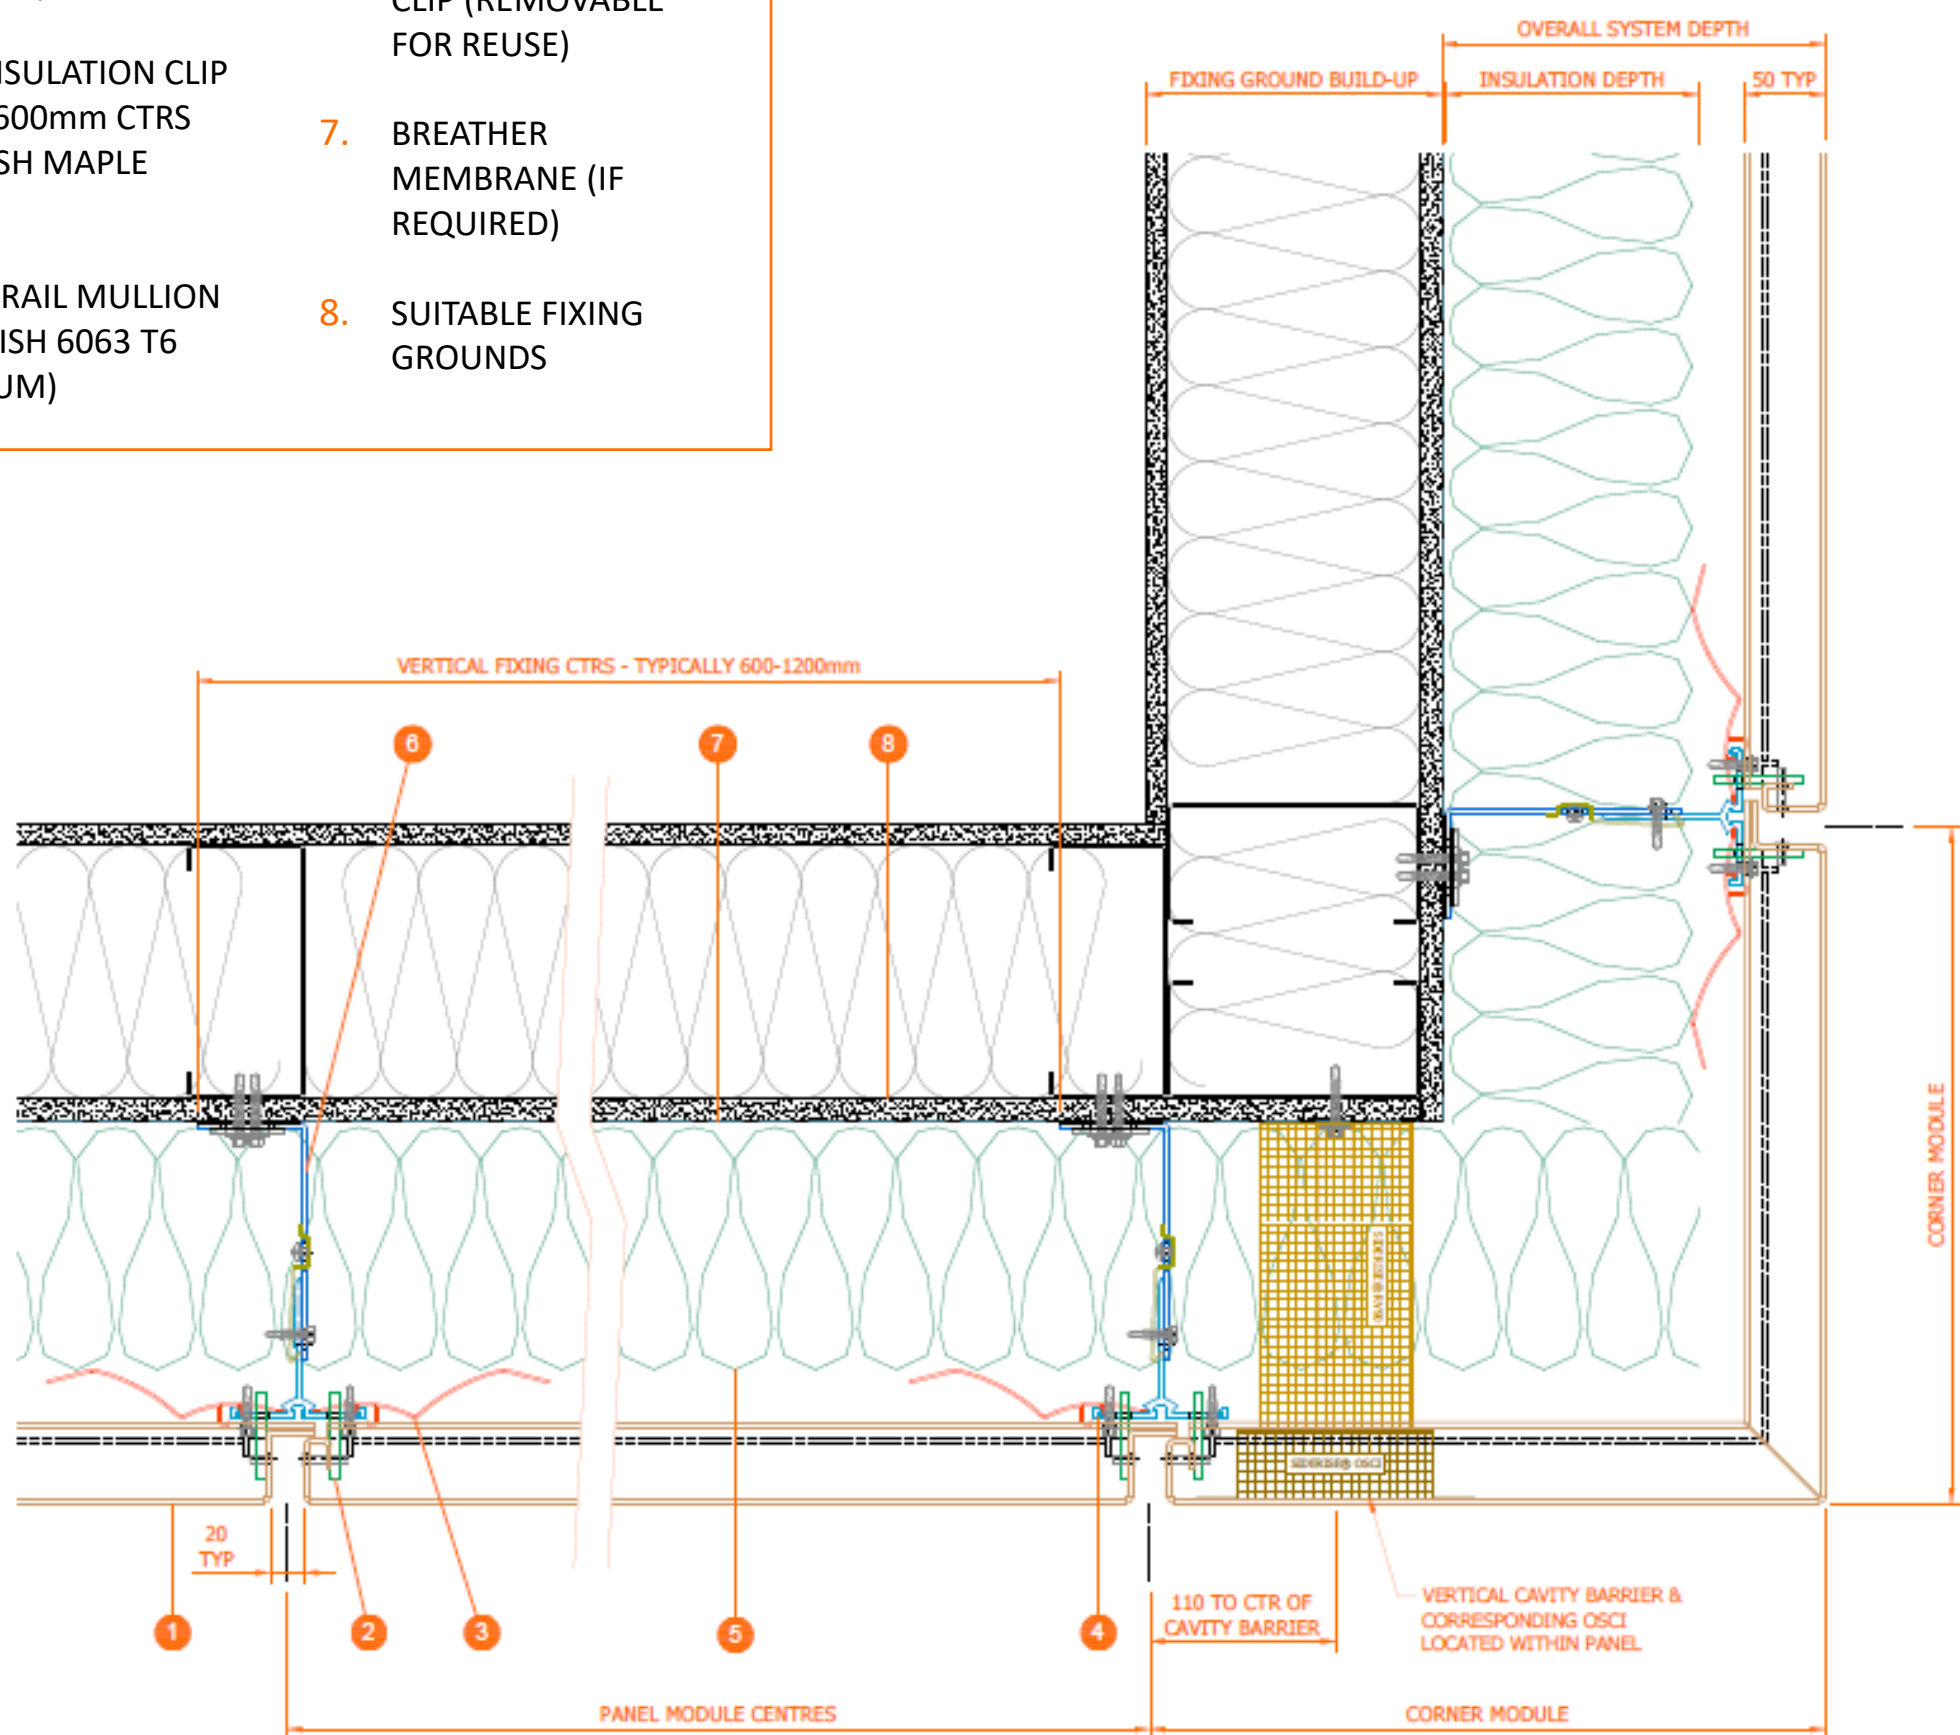 CLIP (REMOVABLE
FOR REUSE)
NSULATION CLIP
600mm CTRS
SH MAPLE
7. BREATHER
MEMBRANE (IF
REQUIRED)
RAIL MULLION
ISH 6063 T6
UM)
8. SUITABLE FIXING
GROUNDS
OVERALL SYSTEM DEPTH
FIXING GROUND BUILD-UP
INSULATION DEPTH
50 TYP
VERTICAL FIXING CTRS - TYPICALLY 600-1200mm
6
7
8
CORNER MODULE
SIDERISE® OSCI
20
TYP
1
2
3
5
4
110 TO CTR OF
CAVITY BARRIER
VERTICAL CAVITY BARRIER &
CORRESPONDING OSCI
LOCATED WITHIN PANEL
PANEL MODULE CENTRES
CORNER MODULE